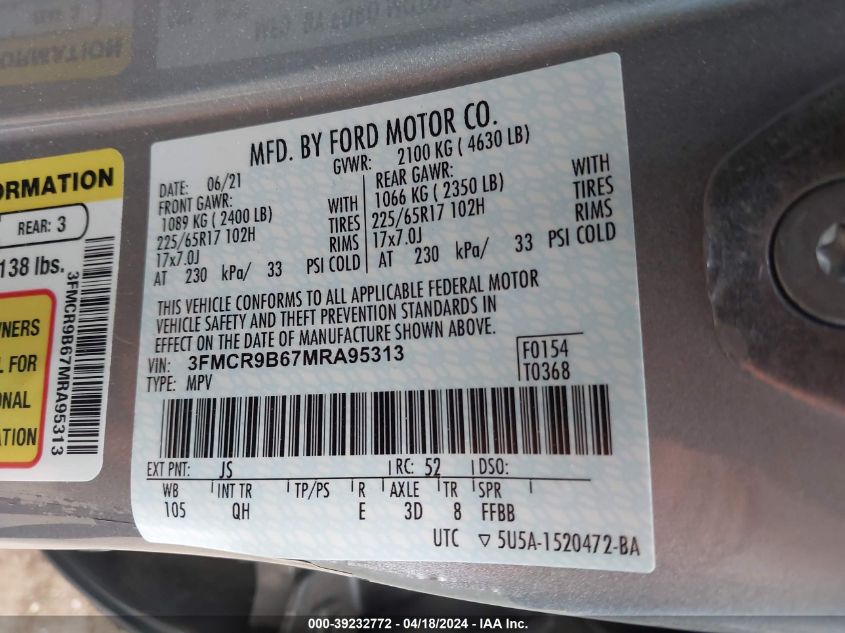 MFD. BY FORD MOTOR CO.
DATE: 06/21 GVWR: 2100 KG ( 4630 LB)
FRONT GAWR: REAR GAWR:
1089 KG (2400 LB) WITH 1066 KG (2350 LB) WITH
225/65R17 102H TIRES 225/65R17 102H TIRES
17x7.0J RIMS 17x7.0J RIMS
AT 230 kPa/ 33 PSI COLD AT 230 kPa/ 33 PSI COLD
THIS VEHICLE CONFORMS TO ALL APPLICABLE FEDERAL MOTOR
VEHICLE SAFETY AND THEFT PREVENTION STANDARDS IN
EFFECT ON THE DATE OF MANUFACTURE SHOWN ABOVE.
VIN: 3FMCR9B67MRA95313 F0154
TYPE: MPV T0368
EXT PNT: JS RC: 52 DSO:
WB INT TR TP/PS R AXLE TR SPR
105 QH E 3D 8 FFBB
UTC ▽ 5U5A-1520472-BA
ORMATION
REAR: 3
138 lbs.
3FMCR9B67MRA95313
WNERS
L FOR
ONAL
ATION
000-39232772 - 04/18/2024 - IAA Inc.